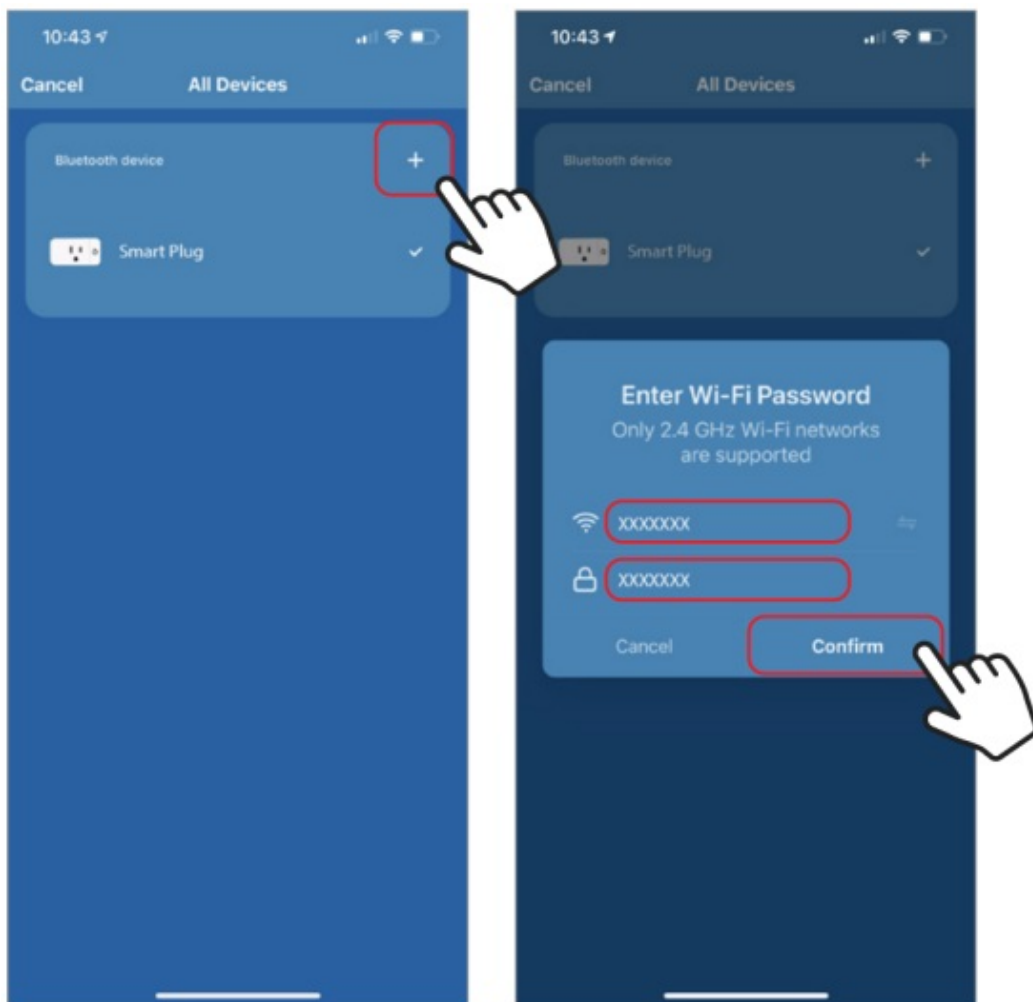 10:43
Cancel
All Devices
Bluetooth device
+
Smart Plug
10:43
Cancel
All Devices
Bluetooth device
+
Smart Plug
Enter Wi-Fi Password
Only 2.4 GHz Wi-Fi networks
are supported
XXXXXXX
XXXXXXX
Cancel
Confirm